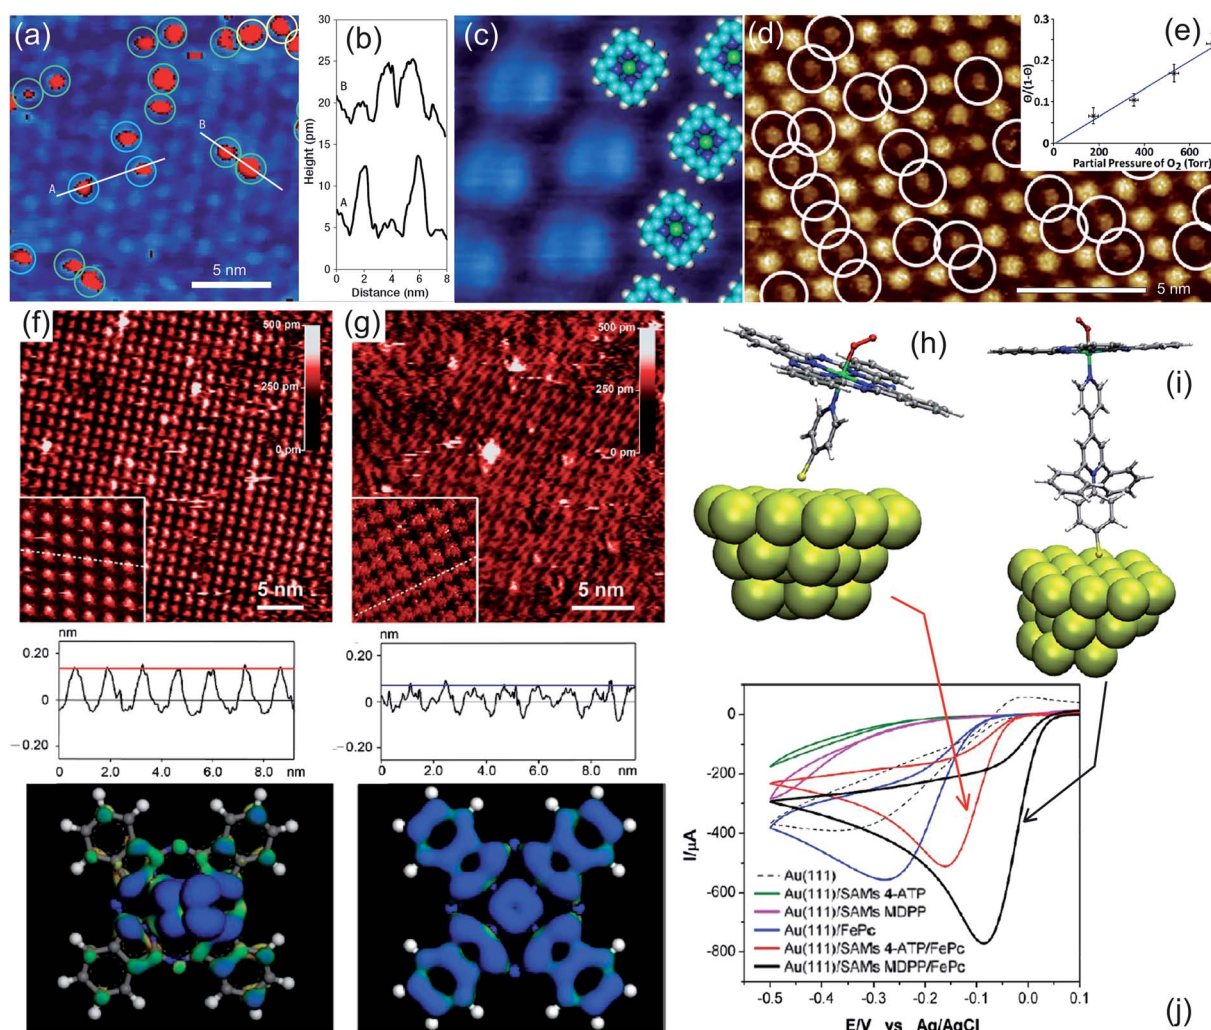 (a)
A
B
5 nm
(b)
30
25
20
15
10
5
0
Height (pm)
B
A
0
2
4
6
8
Distance (nm)
(c)
(d)
5 nm
(e)
0.3
0.2
0.1
0
Θ/(1-Θ)
0
200
400
600
Partial Pressure of O2 (Torr)
(f)
500 pm
250 pm
0 pm
5 nm
(g)
500 pm
250 pm
0 pm
5 nm
nm
0.20
0
−0.20
0
2.0
4.0
6.0
8.0
nm
nm
0.20
0
−0.20
0
2.0
4.0
6.0
8.0
nm
(h)
(i)
0
-200
-400
-600
-800
I/µA
Au(111)
Au(111)/SAMs 4-ATP
Au(111)/SAMs MDPP
Au(111)/FePc
Au(111)/SAMs 4-ATP/FePc
Au(111)/SAMs MDPP/FePc
-0.5
-0.4
-0.3
-0.2
-0.1
0.0
0.1
E/V vs Ag/AgCl
(j)